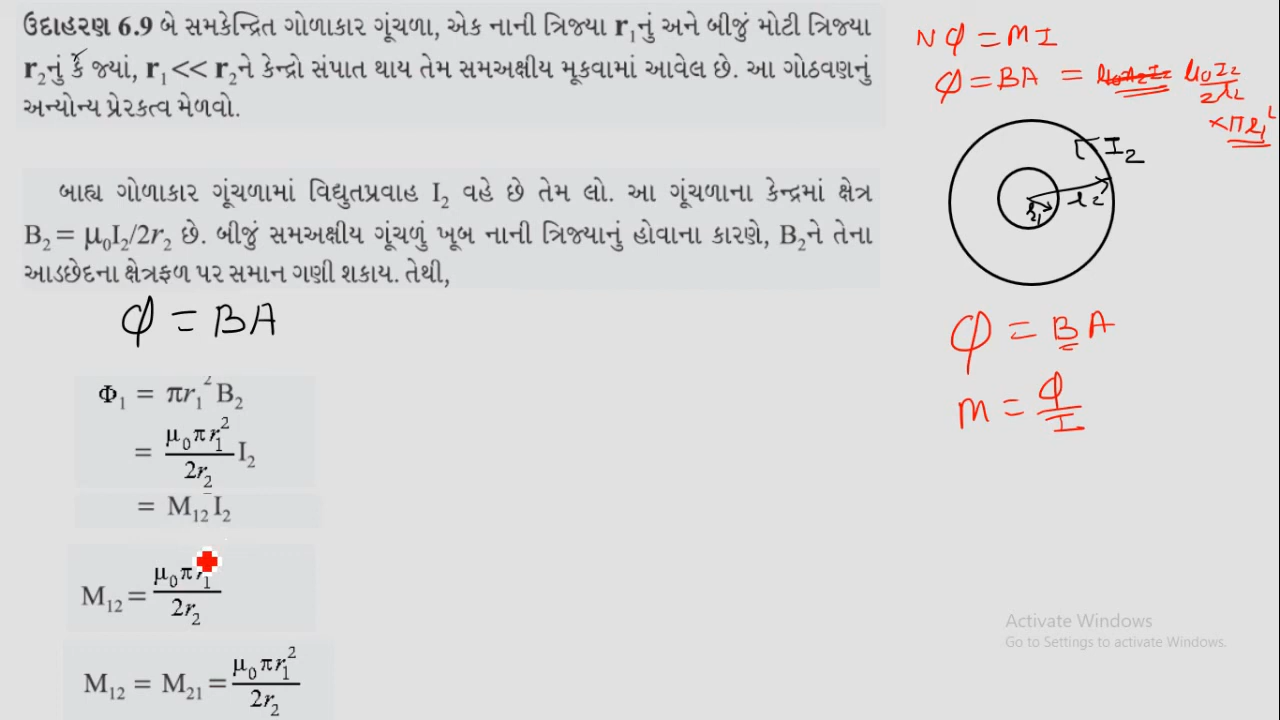 ઉદાહરણ 6.9 બે સમકેન્દ્રિત ગોળાકાર ગૂંચળા, એક નાની ત્રિજ્યા r₁નું અને બીજું મોટી ત્રિજ્યા
r₂નું કે જ્યાં, r₁<< r₂ને કેન્દ્રો સંપાત થાય તેમ સમઅક્ષીય મૂકવામાં આવેલ છે. આ ગોઠવણનું
અન્યોન્ય પ્રેરકત્વ મેળવો.
બાહ્ય ગોળાકાર ગૂંચળામાં વિદ્યુતપ્રવાહ I₂ વહે છે તેમ લો. આ ગૂંચળાના કેન્દ્રમાં ક્ષેત્ર
B₂ = μ₀I₂/2r₂ છે. બીજું સમઅક્ષીય ગૂંચળું ખૂબ નાની ત્રિજ્યાનું હોવાના કારણે, B₂ને તેના
આડછેદના ક્ષેત્રફળ પર સમાન ગણી શકાય. તેથી,
φ = BA
Φ₁ = πr₁²B₂
= μ₀πr₁²/2r₂ I₂
= M₁₂I₂
M₁₂ = μ₀πr₁/2r₂
M₁₂ = M₂₁ = μ₀πr₁²/2r₂
Nφ = MI
φ = BA = μ₀I₂/2r₂
×πr₁²
I₂
r₁
r₂
φ = BA
M = φ/I
Activate Windows
Go to Settings to activate Windows.